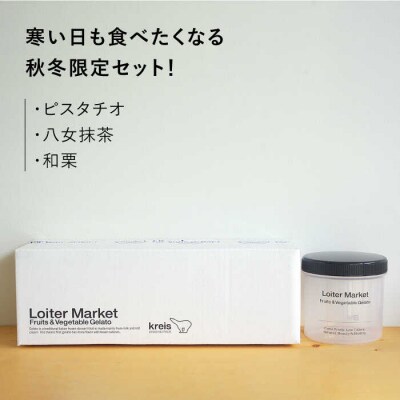 寒い日も食べたくなる
秋冬限定セット!
・ピスタチオ
・八女抹茶
・和栗
Loiter Market
Fruits & Vegetable Gelato
kreis
Loiter Market
Fruits & Vegetable Gelato